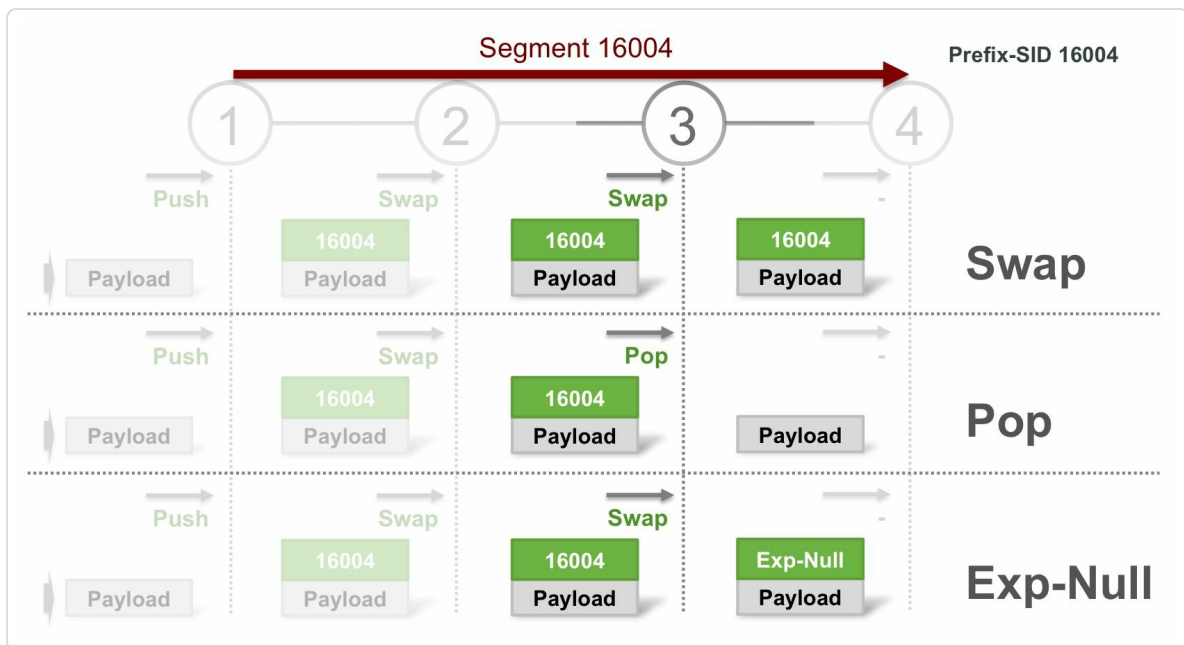 Segment 16004
Prefix-SID 16004
1 2 3 4
Push Swap Swap -
16004 16004 16004
Payload Payload Payload Payload
Swap
Push Swap Pop -
16004 16004
Payload Payload Payload Payload
Pop
Push Swap Swap -
16004 16004 Exp-Null
Payload Payload Payload Payload
Exp-Null